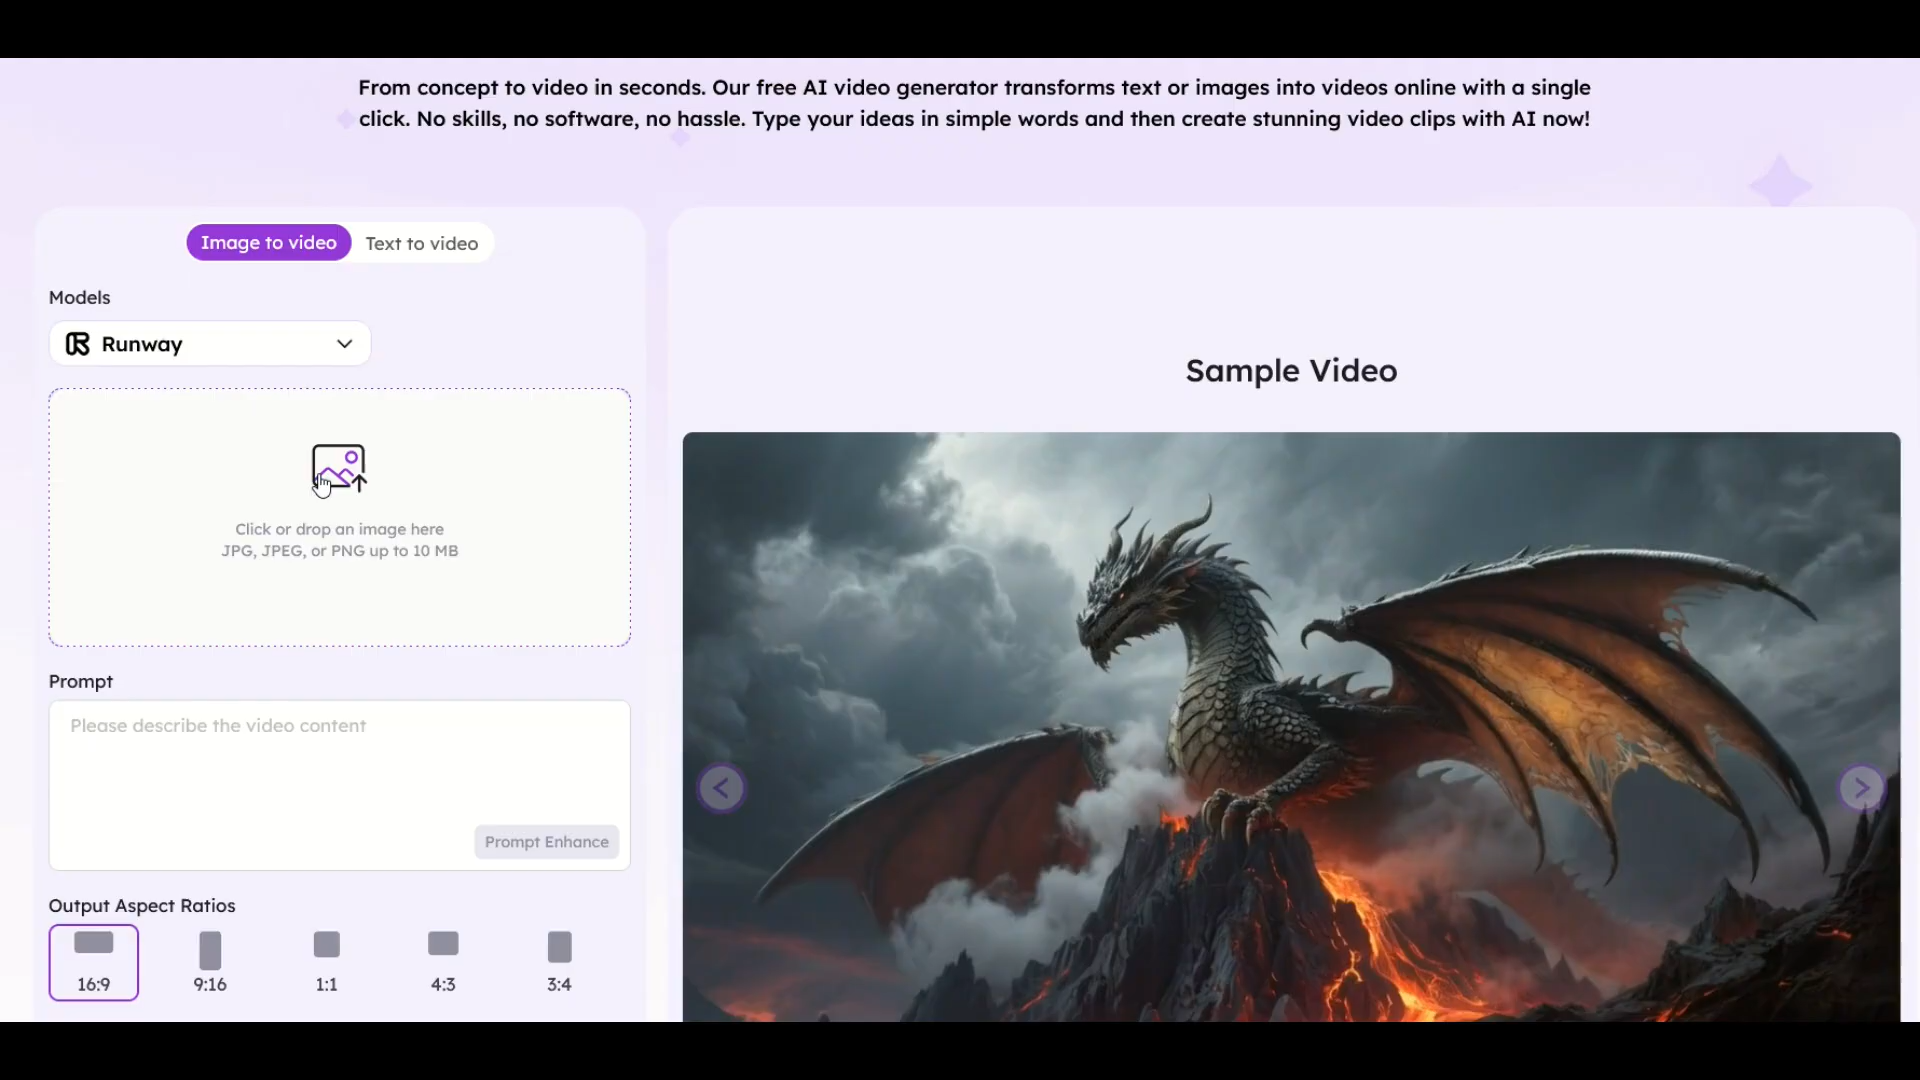 From concept to video in seconds. Our free AI video generator transforms text or images into videos online with a single
click. No skills, no software, no hassle. Type your ideas in simple words and then create stunning video clips with AI now!
Image to video
Text to video
Models
Runway
Click or drop an image here
JPG, JPEG, or PNG up to 10 MB
Prompt
Please describe the video content
Prompt Enhance
Output Aspect Ratios
16:9
9:16
1:1
4:3
3:4
Sample Video